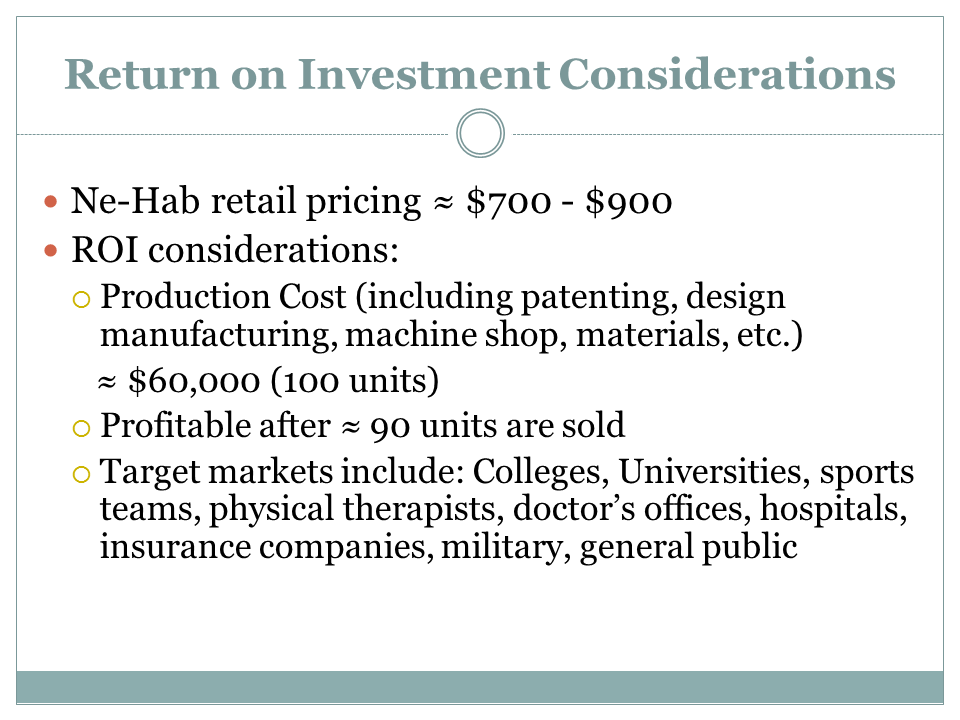 Return on Investment Considerations
Ne-Hab retail pricing ≈ $700 - $900
ROI considerations:
Production Cost (including patenting, design
manufacturing, machine shop, materials, etc.)
≈ $60,000 (100 units)
Profitable after ≈ 90 units are sold
Target markets include: Colleges, Universities, sports
teams, physical therapists, doctor’s offices, hospitals,
insurance companies, military, general public